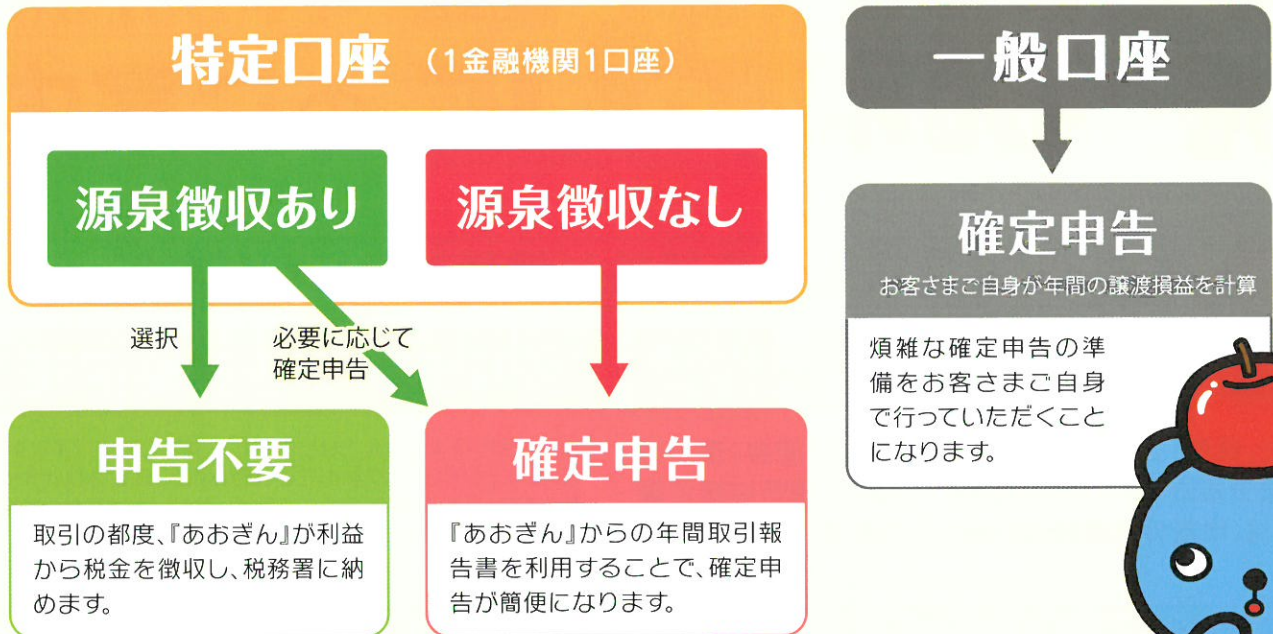 特定口座 （1金融機関1口座）
源泉徴収あり
源泉徴収なし
選択
必要に応じて
確定申告
申告不要
取引の都度、『あおぎん』が利益
から税金を徴収し、税務署に納
めます。
確定申告
『あおぎん』からの年間取引報
告書を利用することで、確定申
告が簡便になります。
一般口座
確定申告
お客さまご自身が年間の譲渡損益を計算
煩雑な確定申告の準
備をお客さまご自身
で行っていただくこと
になります。